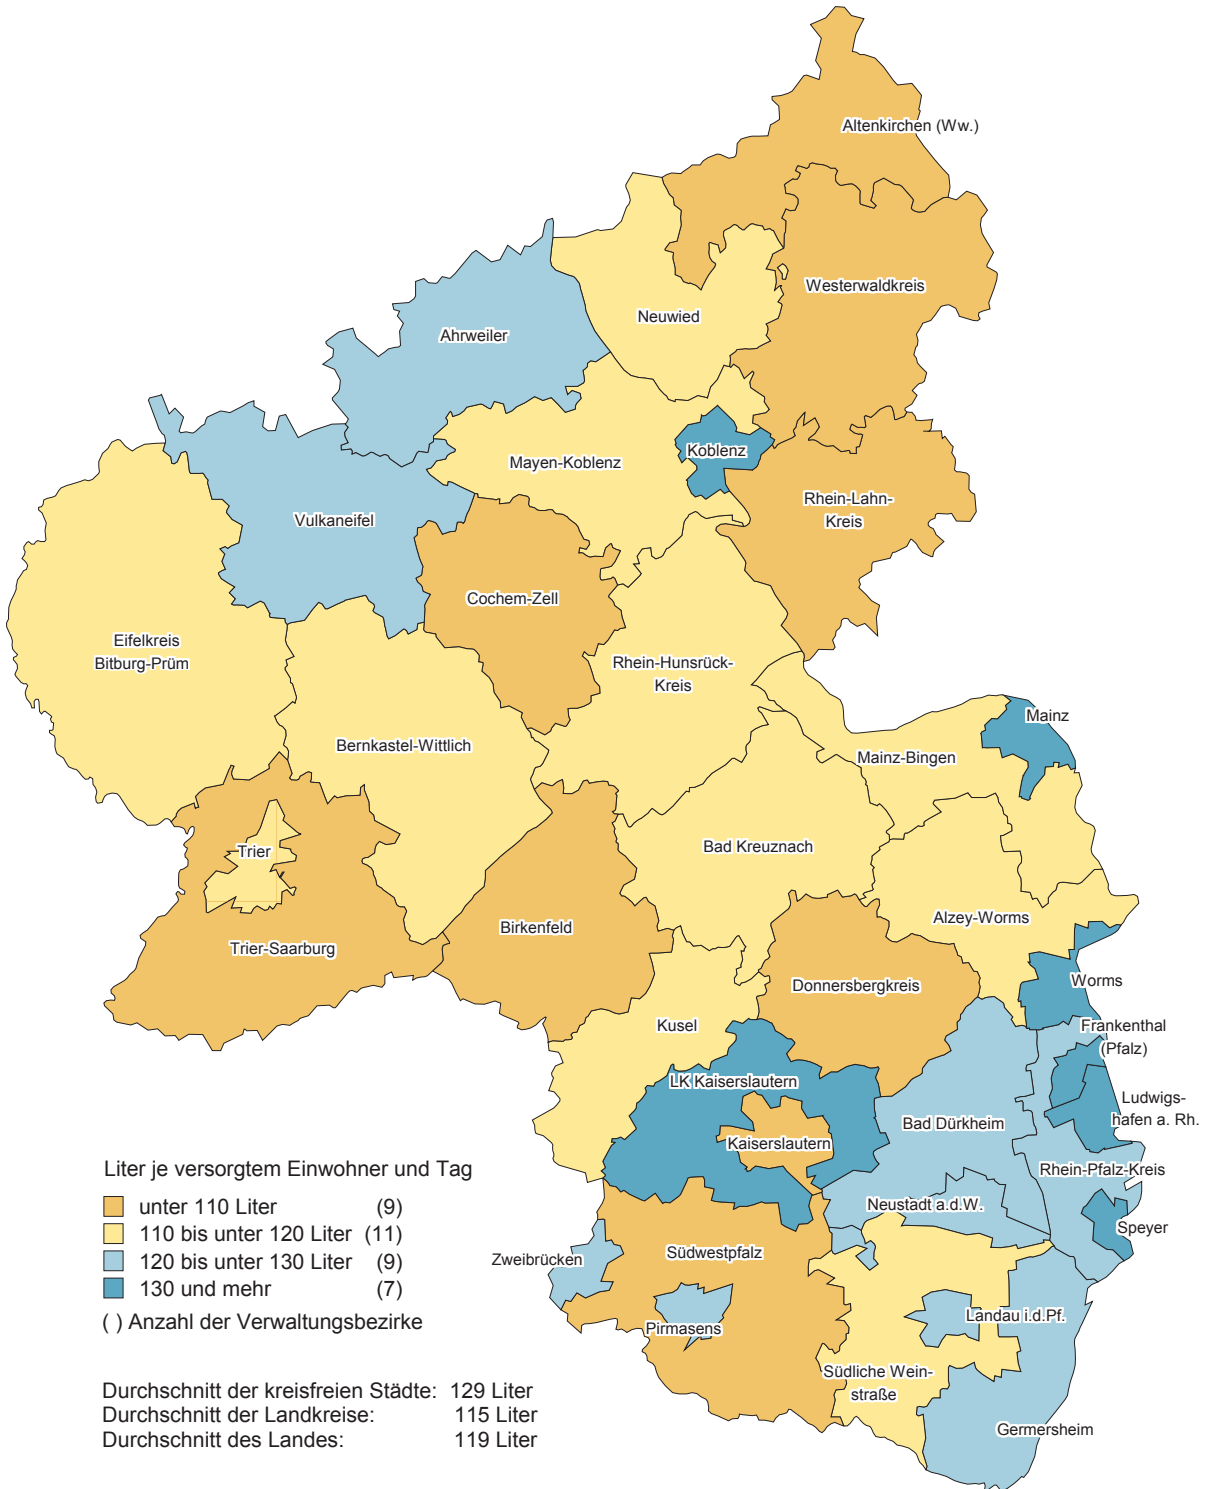 Altenkirchen (Ww.)
Westerwaldkreis
Neuwied
Ahrweiler
Koblenz
Mayen-Koblenz
Rhein-Lahn-
Kreis
Vulkaneifel
Cochem-Zell
Eifelkreis
Bitburg-Prüm
Rhein-Hunsrück-
Kreis
Mainz
Bernkastel-Wittlich
Mainz-Bingen
Trier
Bad Kreuznach
Alzey-Worms
Birkenfeld
Trier-Saarburg
Worms
Donnersbergkreis
Kusel
Frankenthal
(Pfalz)
LK Kaiserslautern
Ludwigs-
hafen a. Rh.
Bad Dürkheim
Kaiserslautern
Rhein-Pfalz-Kreis
Neustadt a.d.W.
Speyer
Zweibrücken
Südwestpfalz
Landau i.d.Pf.
Pirmasens
Südliche Wein-
straße
Germersheim
Liter je versorgtem Einwohner und Tag
unter 110 Liter (9)
110 bis unter 120 Liter (11)
120 bis unter 130 Liter (9)
130 und mehr (7)
( ) Anzahl der Verwaltungsbezirke
Durchschnitt der kreisfreien Städte: 129 Liter
Durchschnitt der Landkreise: 115 Liter
Durchschnitt des Landes: 119 Liter